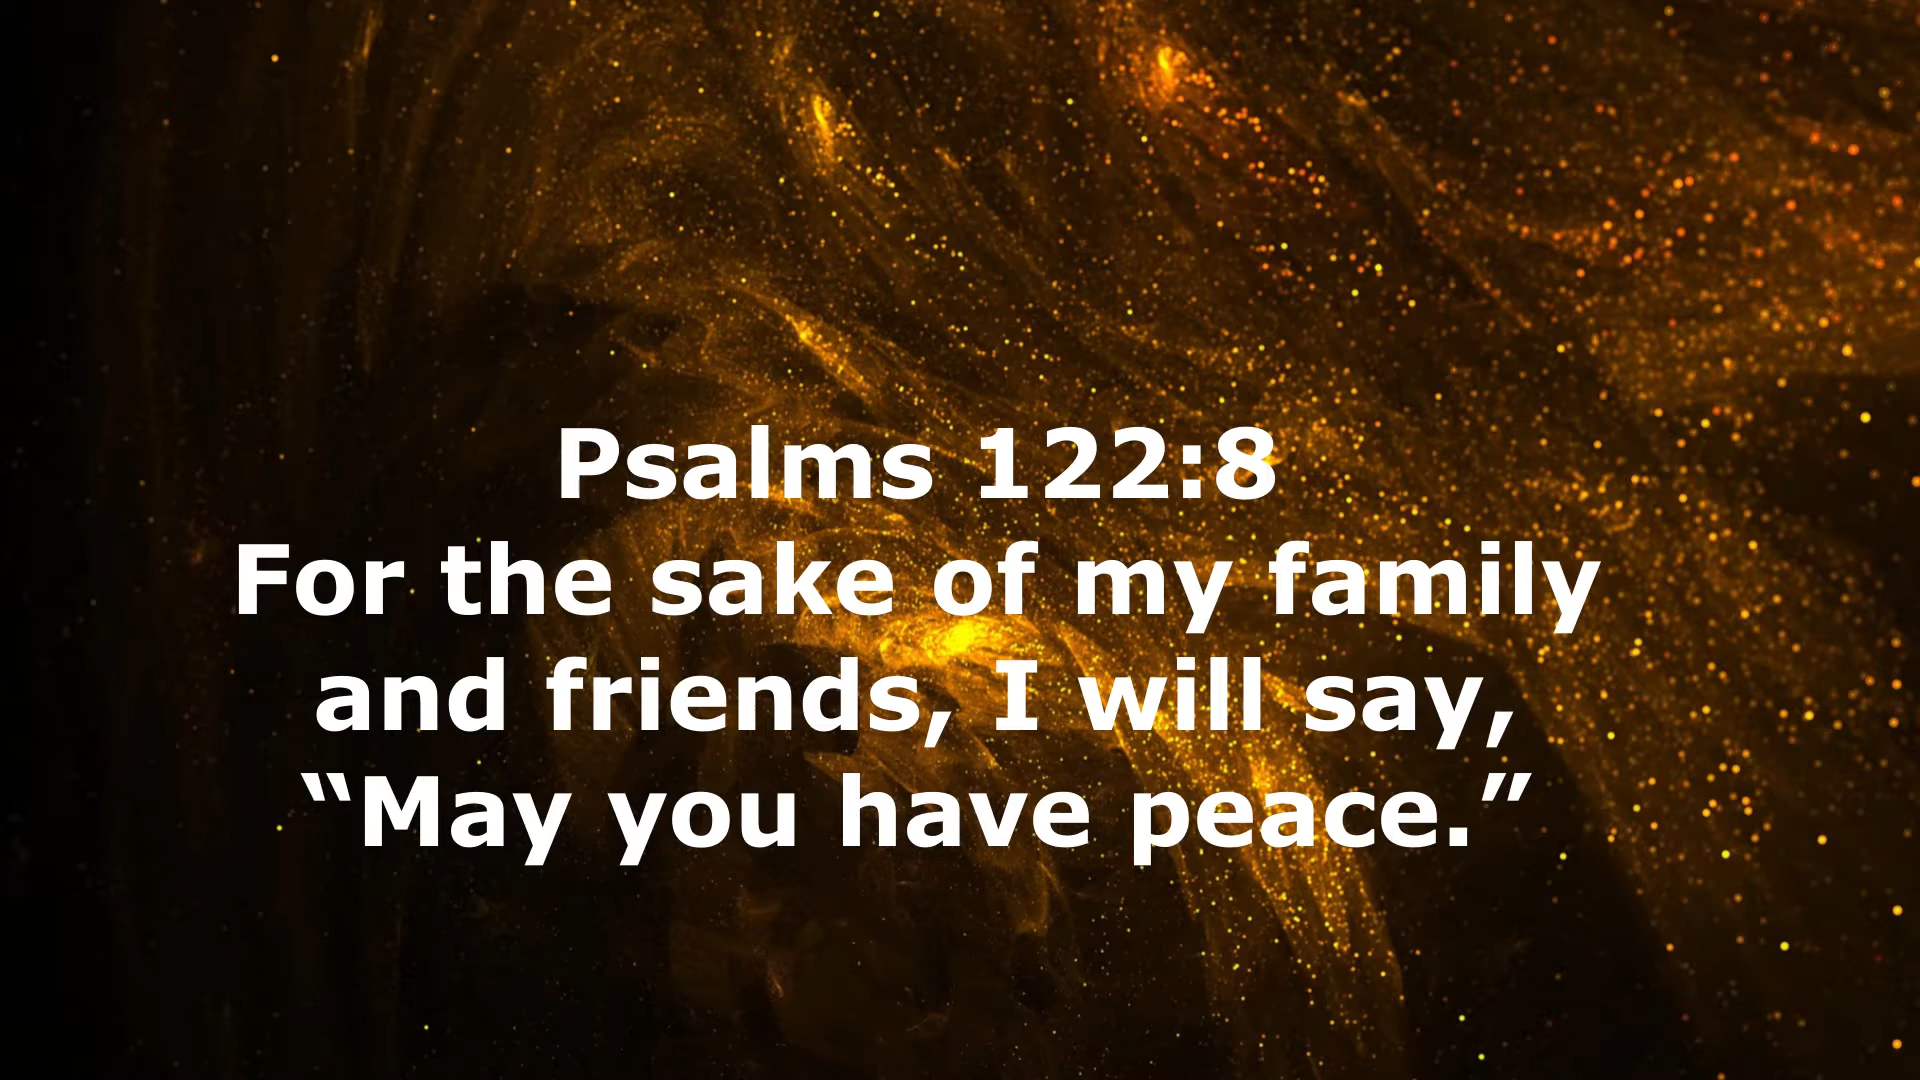 Psalms 122:8
For the sake of my family
and friends, I will say,
“May you have peace.”